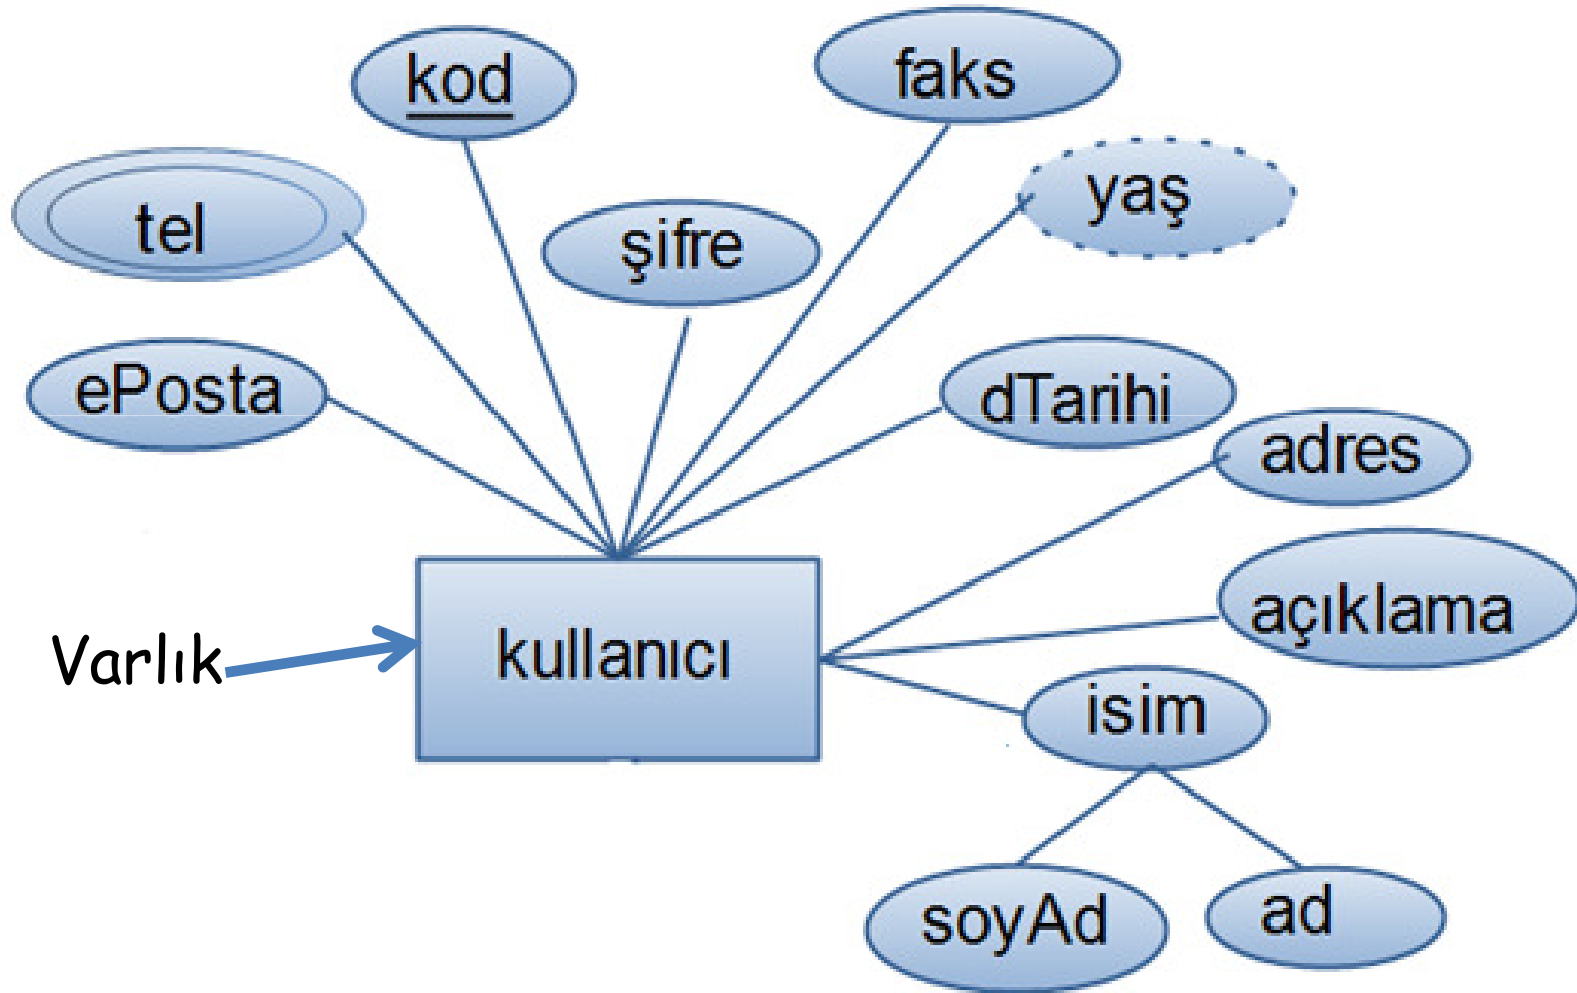 kod
faks
yaş
tel
şifre
ePosta
dTarihi
adres
açıklama
Varlık
kullanıcı
isim
soyAd
ad